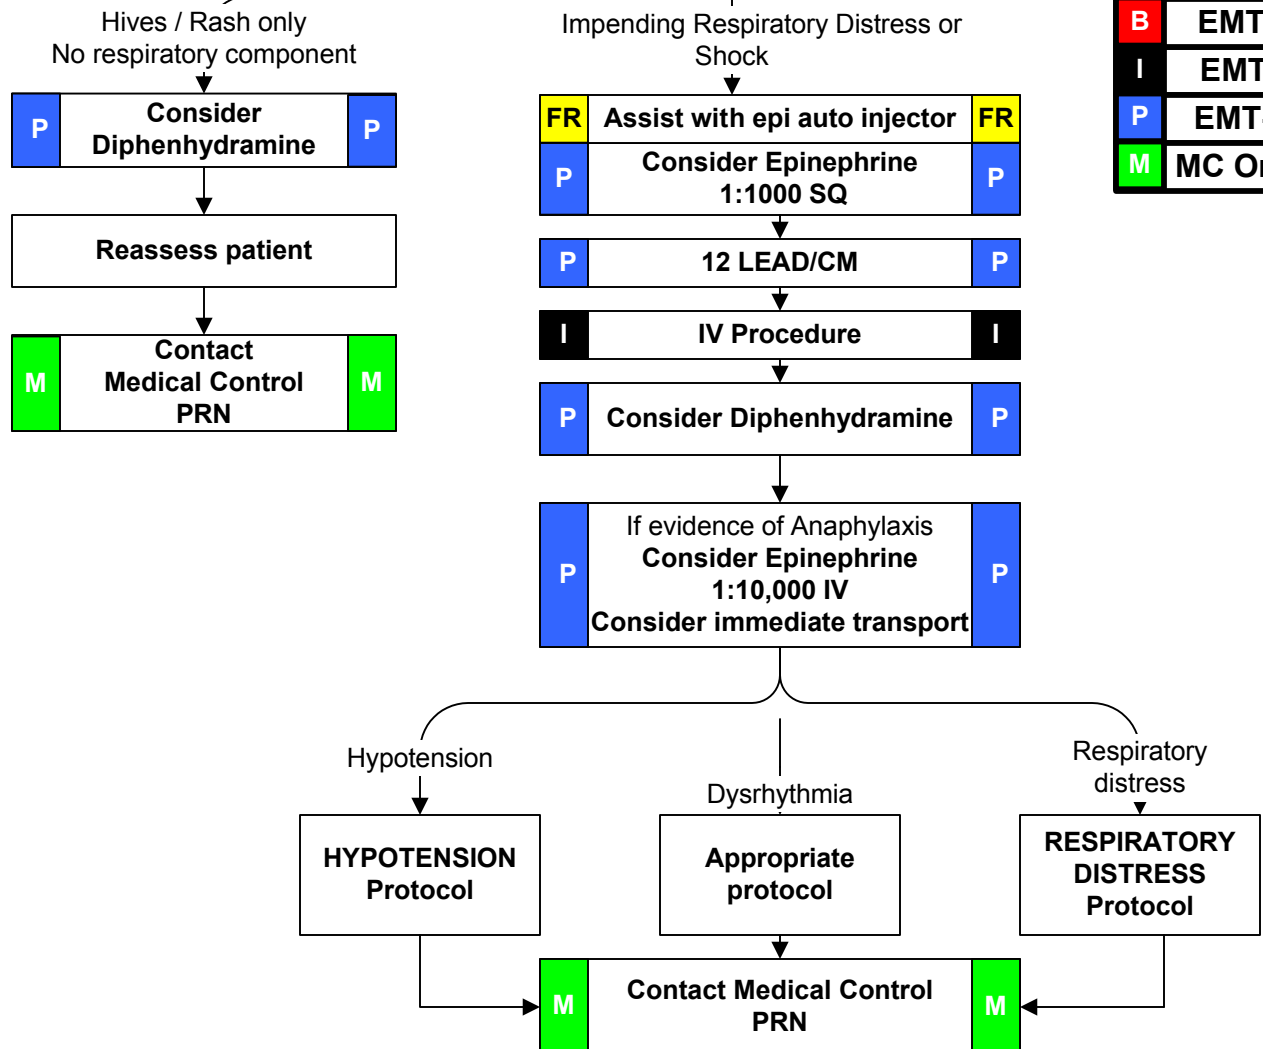 Hives / Rash only
No respiratory component
P
Consider
Diphenhydramine
P
Reassess patient
M
Contact
Medical Control
PRN
M
Impending Respiratory Distress or
Shock
FR
Assist with epi auto injector
FR
P
Consider Epinephrine
1:1000 SQ
P
P
12 LEAD/CM
P
I
IV Procedure
I
P
Consider Diphenhydramine
P
P
If evidence of Anaphylaxis
Consider Epinephrine
1:10,000 IV
Consider immediate transport
P
Hypotension
Dysrhythmia
Respiratory
distress
HYPOTENSION
Protocol
Appropriate
protocol
RESPIRATORY
DISTRESS
Protocol
M
Contact Medical Control
PRN
M
B EMT
I EMT
P EMT
M MC